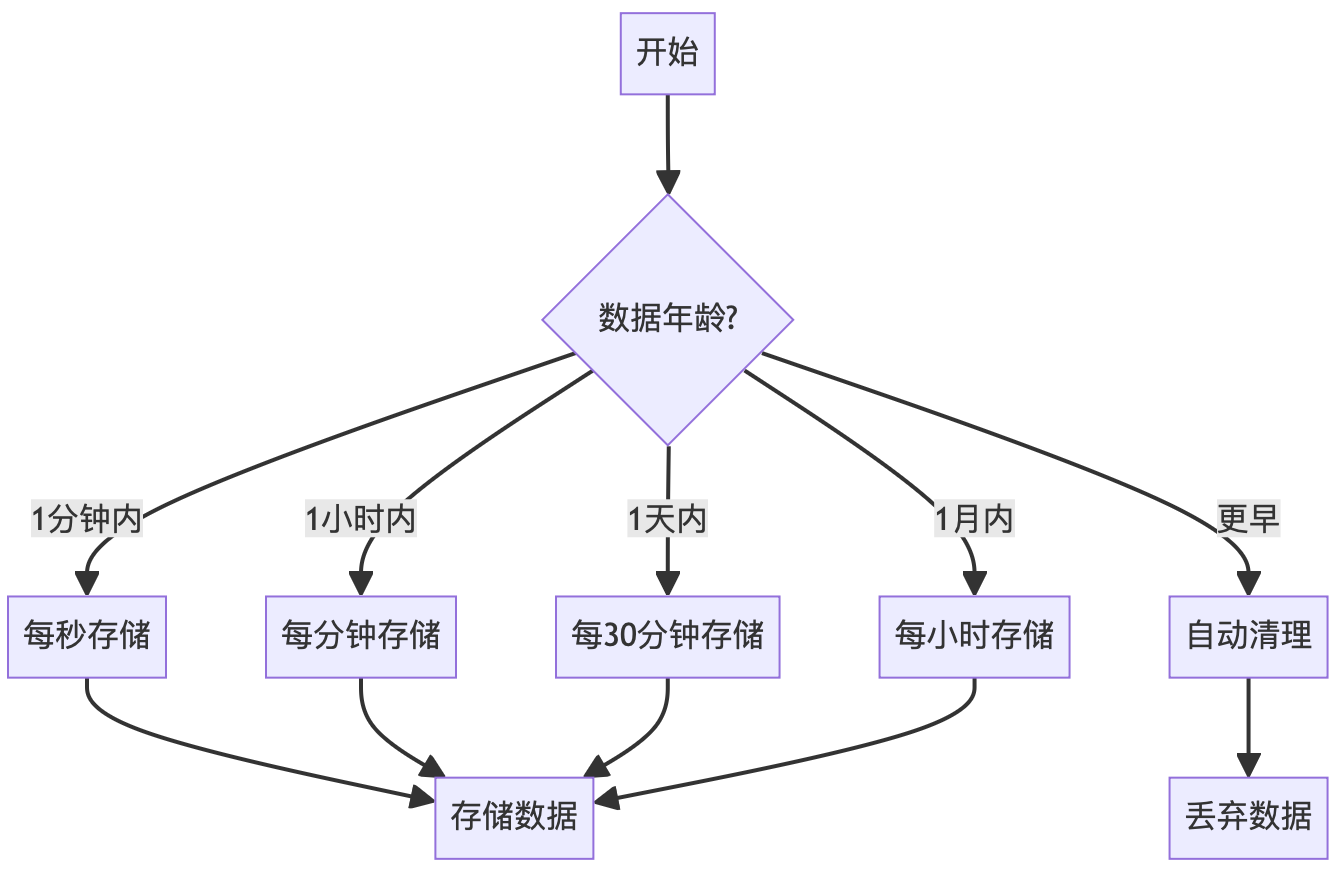 开始
数据年龄?
1分钟内
1小时内
1天内
1月内
更早
每秒存储
每分钟存储
每30分钟存储
每小时存储
自动清理
存储数据
丢弃数据